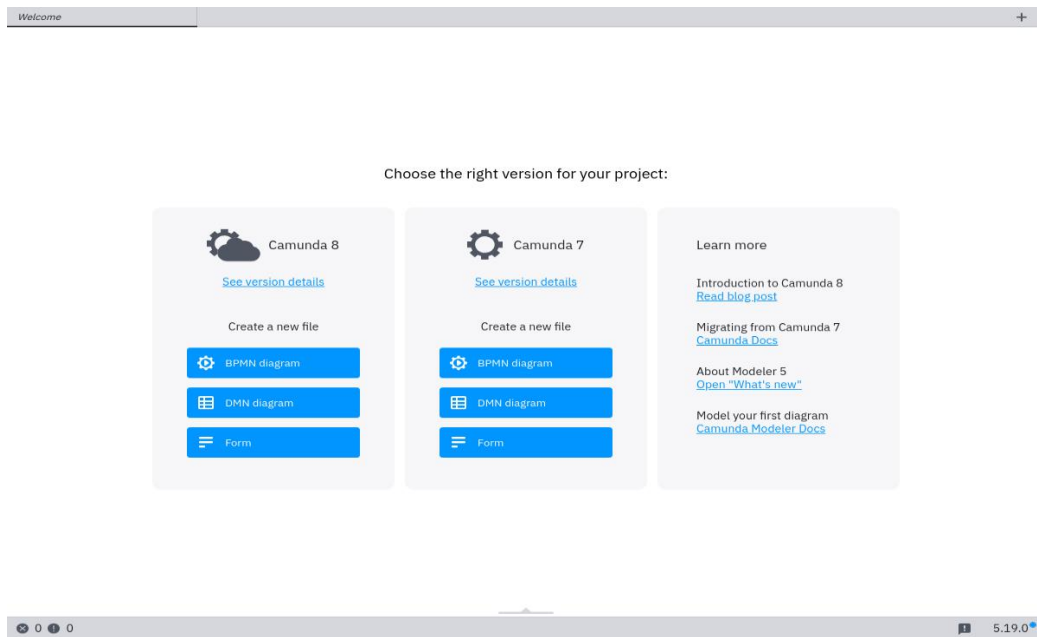 Welcome
Choose the right version for your project:
Camunda 8
See version details
Create a new file
BPMN diagram
DMN diagram
Form
Camunda 7
See version details
Create a new file
BPMN diagram
DMN diagram
Form
Learn more
Introduction to Camunda 8
Read blog post
Migrating from Camunda 7
Camunda Docs
About Modeler 5
Open "What's new"
Model your first diagram
Camunda Modeler Docs
0 0
5.19.0